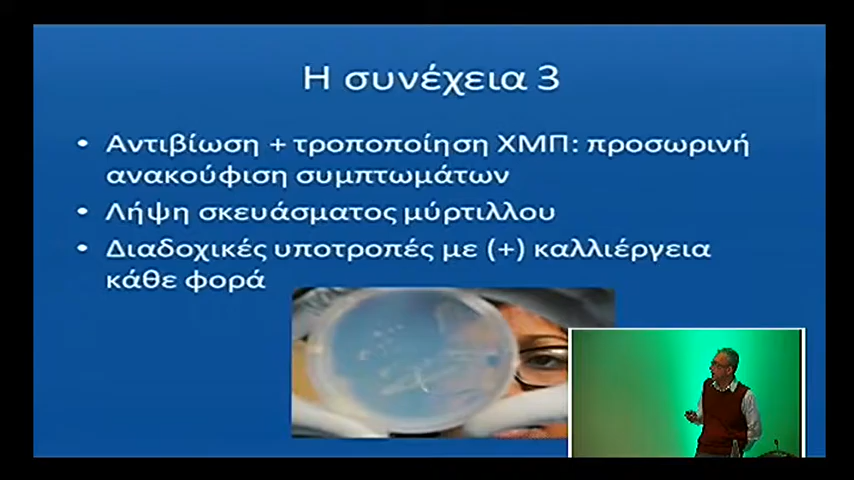 Η συνέχεια 3
• Αντιβίωση + τροποποίηση ΧΜΠ: προσωρινή
ανακούφιση συμπτωμάτων
• Λήψη σκευάσματος μύρτιλλου
• Διαδοχικές υποτροπές με (+) καλλιέργεια
κάθε φορά